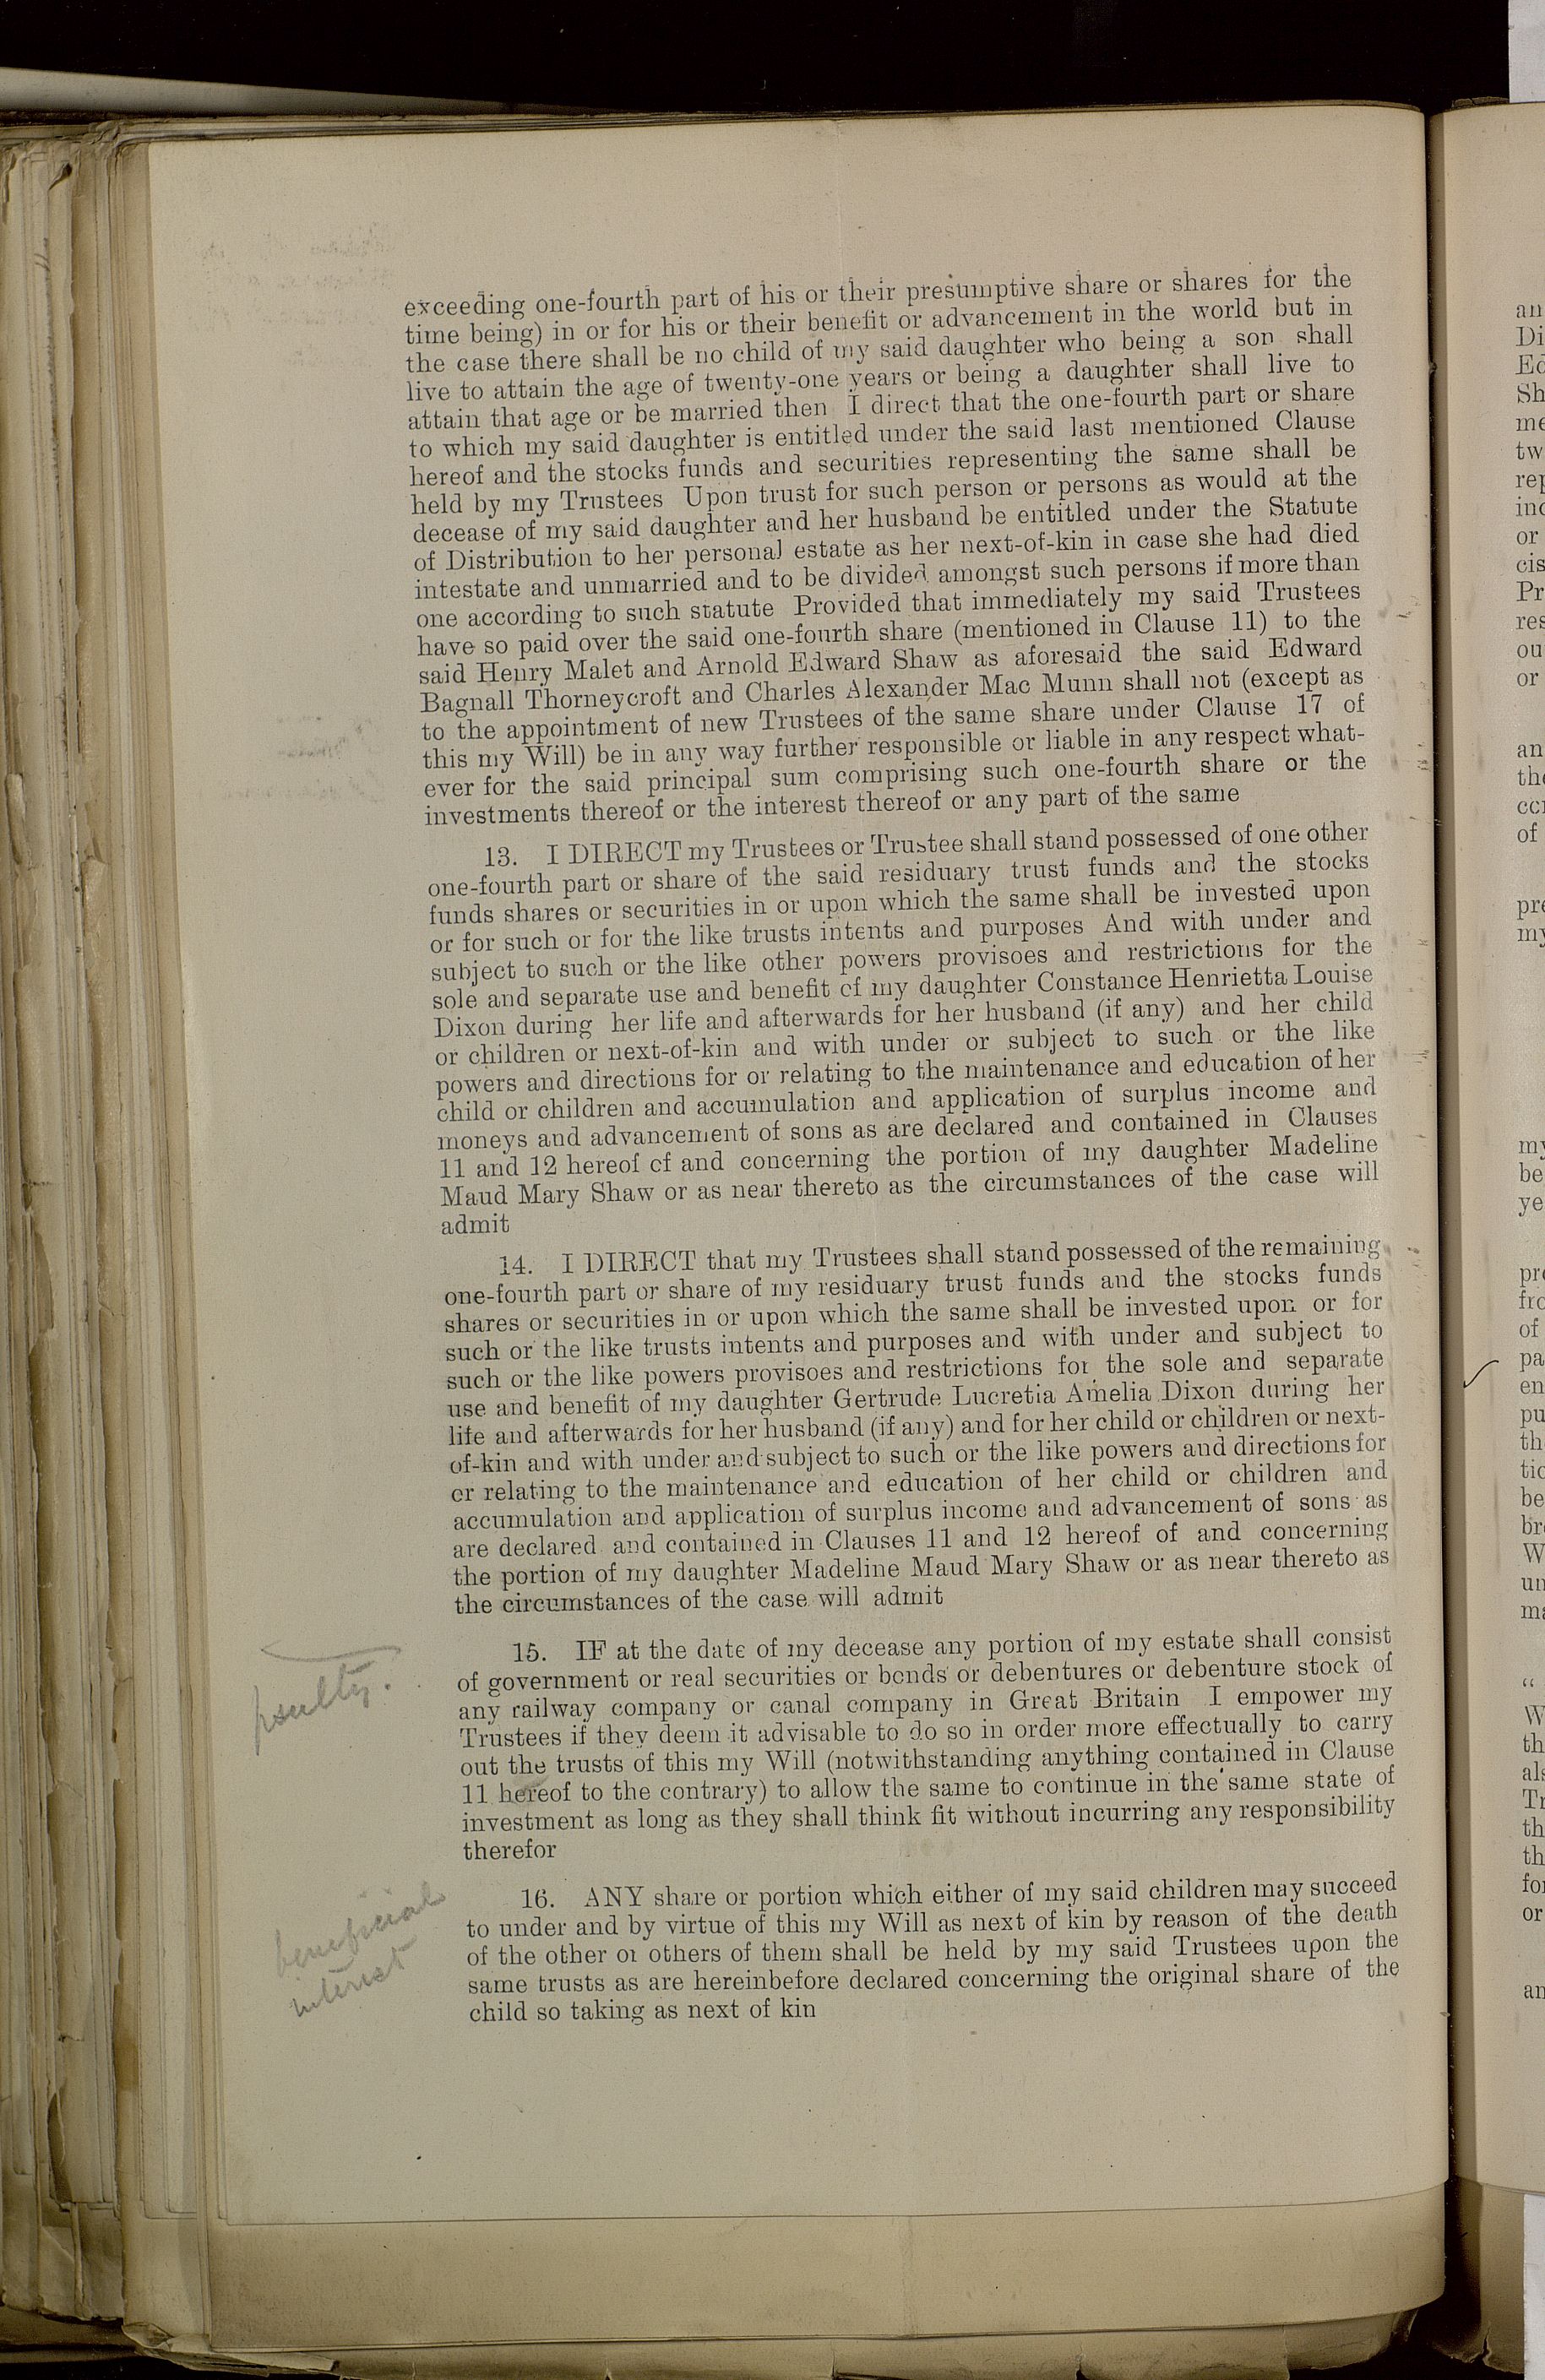 exceeding one-fourth part of his or their presumptive share or shares for the
time being) in or for his or their benefit or advancement in the world but in
the case there shall be no child of my said daughter who being a son shall
live to attain the age of twenty-one years or being a daughter shall live to
attain that age or be married then I direct that the one-fourth part or share
to which my said daughter is entitled under the said last mentioned Clause
hereof and the stocks funds and securities representing the same shall be
held by my Trustees Upon trust for such person or persons as would at the
decease of my said daughter and her husband be entitled under the Statute
of Distribution to her personal estate as her next-of-kin in case she had died
intestate and unmarried and to be divided amongst such persons if more than
one according to such statute Provided that immediately my said Trustees
have so paid over the said one-fourth share (mentioned in Clause 11) to the
said Henry Malet and Arnold Edward Shaw as aforesaid the said Edward
Bagnall Thorneycroft and Charles Alexander Mac Munn shall not (except as
to the appointment of new Trustees of the same share under Clause 17 of
this my Will) be in any way further responsible or liable in any respect what-
ever for the said principal sum comprising such one-fourth share or the
investments thereof or the interest thereof or any part of the same
13. I DIRECT my Trustees or Trustee shall stand possessed of one other
one-fourth part or share of the said residuary trust funds and the stocks
funds shares or securities in or upon which the same shall be invested upon
or for such or for the like trusts intents and purposes And with under and
subject to such or the like other powers provisoes and restrictions for the
sole and separate use and benefit of my daughter Constance Henrietta Louise
Dixon during her life and afterwards for her husband (if any) and her child
or children or next-of-kin and with under or subject to such or the like
powers and directions for or relating to the maintenance and education of her
child or children and accumulation and application of surplus income and
moneys and advancement of sons as are declared and contained in Clauses
11 and 12 hereof of and concerning the portion of my daughter Madeline
Maud Mary Shaw or as near thereto as the circumstances of the case will
admit
14. I DIRECT that my Trustees shall stand possessed of the remaining
one-fourth part or share of my residuary trust funds and the stocks funds
shares or securities in or upon which the same shall be invested upon or for
such or the like trusts intents and purposes and with under and subject to
such or the like powers provisoes and restrictions for the sole and separate
use and benefit of my daughter Gertrude Lucretia Amelia Dixon during her
life and afterwards for her husband (if any) and for her child or children or next-
of-kin and with under and subject to such or the like powers and directions for
or relating to the maintenance and education of her child or children and
accumulation and application of surplus income and advancement of sons as
are declared and contained in Clauses 11 and 12 hereof of and concerning
the portion of my daughter Madeline Maud Mary Shaw or as near thereto as
the circumstances of the case will admit
15. IF at the date of my decease any portion of my estate shall consist
of government or real securities or bonds or debentures or debenture stock of
any railway company or canal company in Great Britain I empower my
Trustees if they deem it advisable to do so in order more effectually to carry
out the trusts of this my Will (notwithstanding anything contained in Clause
11 hereof to the contrary) to allow the same to continue in the same state of
investment as long as they shall think fit without incurring any responsibility
therefor
beneficial
interest
16. ANY share or portion which either of my said children may succeed
to under and by virtue of this my Will as next of kin by reason of the death
of the other or others of them shall be held by my said Trustees upon the
same trusts as are hereinbefore declared concerning the original share of the
child so taking as next of kin